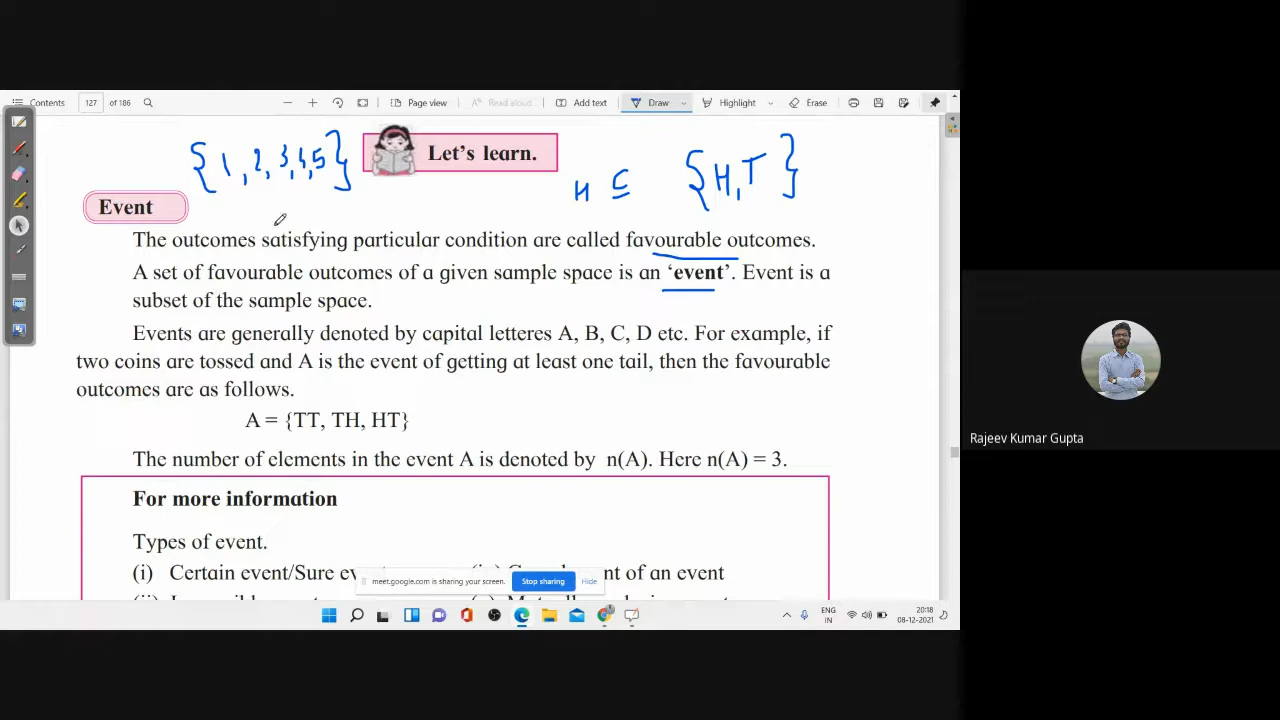 Contents 127 of 186 Page view Read aloud Add text Draw Highlight Erase
{1, 2, 3, 4, 5} Let's learn. H ⊆ {H, T}
Event
The outcomes satisfying particular condition are called favourable outcomes.
A set of favourable outcomes of a given sample space is an ‘event’. Event is a
subset of the sample space.
Events are generally denoted by capital letteres A, B, C, D etc. For example, if
two coins are tossed and A is the event of getting at least one tail, then the favourable
outcomes are as follows.
A = {TT, TH, HT}
The number of elements in the event A is denoted by n(A). Here n(A) = 3.
For more information
Types of event.
(i) Certain event/Sure of an event
meet.google.com is sharing your screen. Stop sharing Hide
ENG
IN
20:18
08-12-2021
Rajeev Kumar Gupta